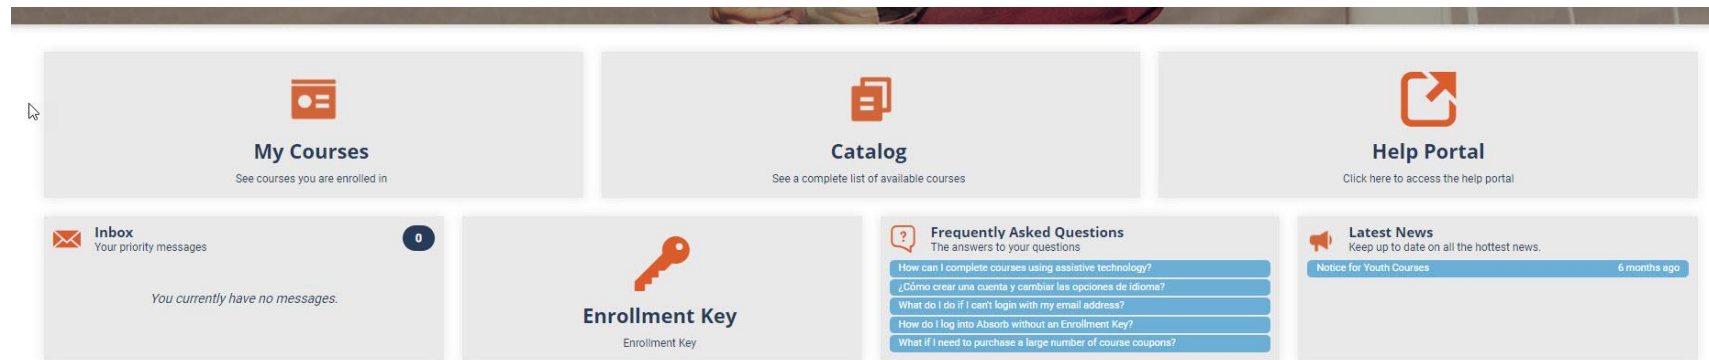 My Courses
See courses you are enrolled in
Catalog
See a complete list of available courses
Help Portal
Click here to access the help portal
Inbox
Your priority messages
0
You currently have no messages.
Enrollment Key
Enrollment Key
Frequently Asked Questions
The answers to your questions
How can I complete courses using assistive technology?
¿Cómo crear una cuenta y cambiar las opciones de idioma?
What do I do if I can't login with my email address?
How do I log into Absorb without an Enrollment Key?
What if I need to purchase a large number of course coupons?
Latest News
Keep up to date on all the hottest news.
Notice for Youth Courses 6 months ago